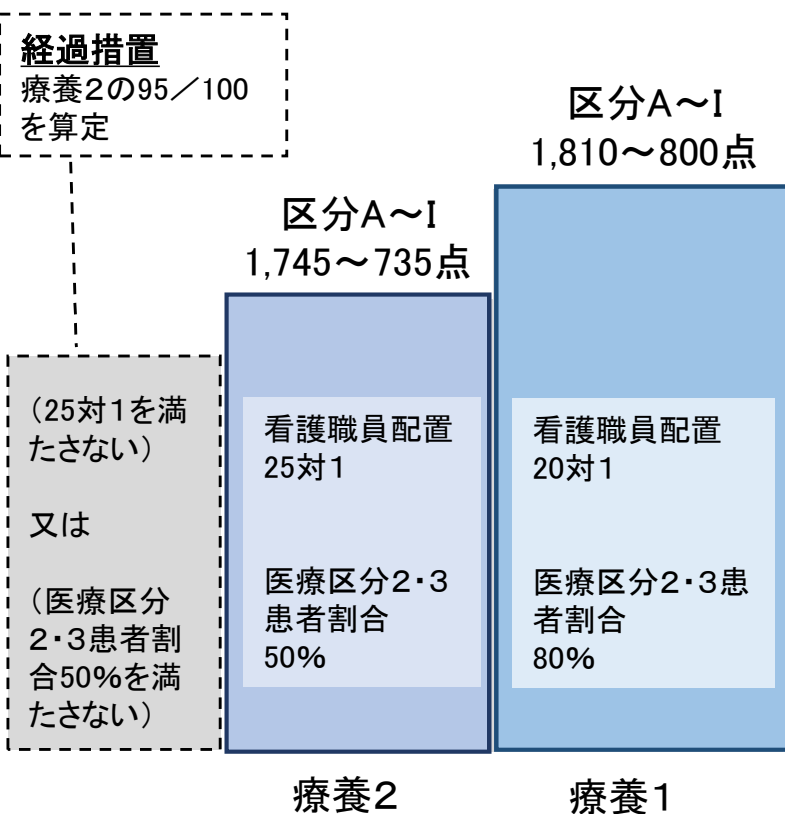 経過措置
療養２の95／100
を算定
区分A～I
1,810～800点
区分A～I
1,745～735点
（25対１を満
たさない）
又は
（医療区分
２・３患者割
合50％を満
たさない）
看護職員配置
25対１
医療区分２・３
患者割合
50％
看護職員配置
20対１
医療区分２・３患
者割合
80％
療養２
療養１